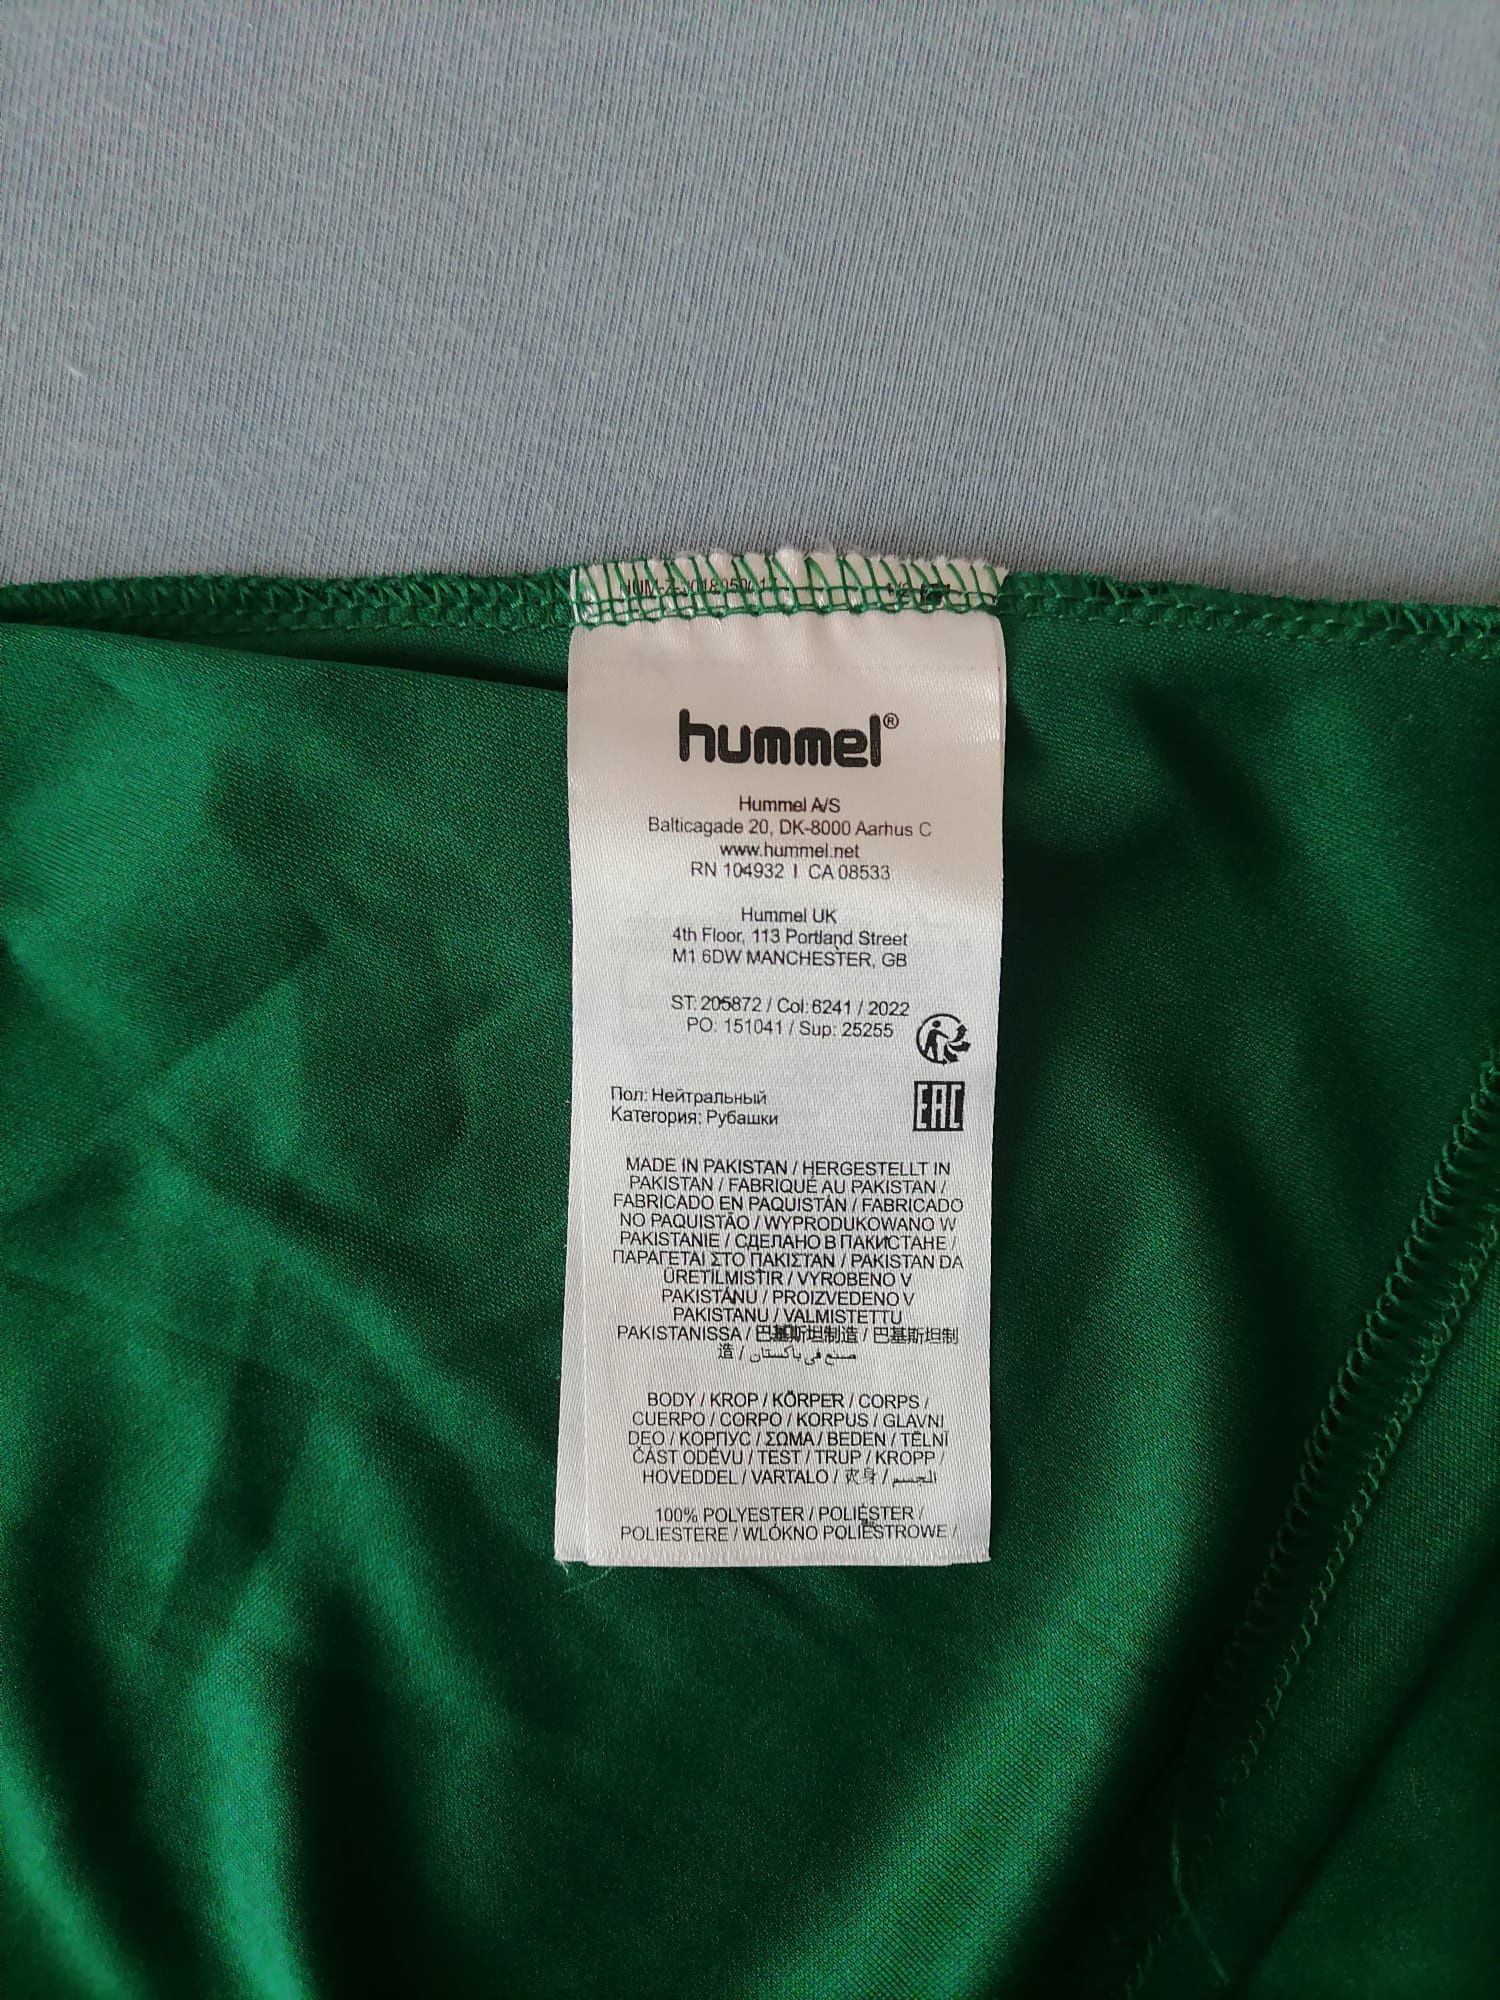 hummel®
Hummel A/S
Balticagade 20, DK-8000 Aarhus C
www.hummel.net
RN 104932 I CA 08533
Hummel UK
4th Floor, 113 Portland Street
M1 6DW MANCHESTER, GB
ST: 205872 / Col: 6241 / 2022
PO: 151041 / Sup: 25255
Пол: Нейтральный
Категория: Рубашки
EAC
MADE IN PAKISTAN / HERGESTELLT IN
PAKISTAN / FABRIQUÉ AU PAKISTAN /
FABRICADO EN PAQUISTÁN / FABRICADO
NO PAQUISTÃO / WYPRODUKOWANO W
PAKISTANIE / СДЕЛАНО В ПАКИСТАНЕ /
ΠΑΡΑΓΕΤΑΙ ΣΤΟ ΠΑΚΙΣΤΑΝ / PAKISTAN DA
ÜRETILMISTIR / VYROBENO V
PAKISTÁNU / PROIZVEDENO V
PAKISTANU / VALMISTETTU
PAKISTANISSA / 巴基斯坦制造 / 巴基斯坦制
造 / صنع في باكستان
BODY / KROP / KÖRPER / CORPS /
CUERPO / CORPO / KORPUS / GLAVNI
DEO / КОРПУС / ΣΩΜΑ / BEDEN / TĚLNÍ
ČÁST ODĚVU / TEST / TRUP / KROPP /
HOVEDDEL / VARTALO / 衣身 / الجسم
100% POLYESTER / POLIÉSTER /
POLIESTERE / WLÓKNO POLIESTROWE /